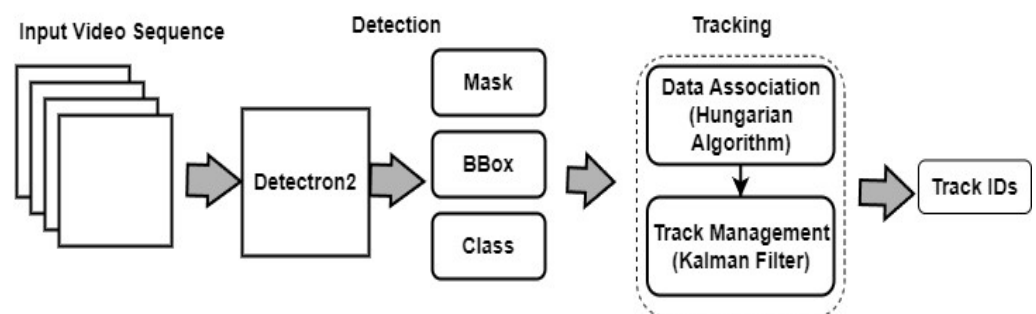 Input Video Sequence
Detection
Tracking
Detectron2
Mask
BBox
Class
Data Association
(Hungarian
Algorithm)
Track Management
(Kalman Filter)
Track IDs